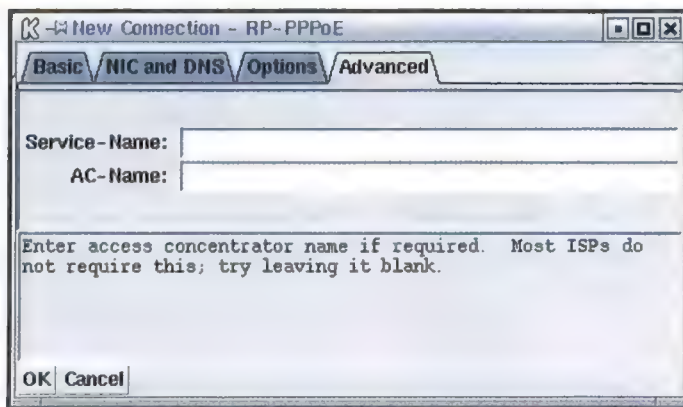 New Connection - RP-PPPoE
Basic NIC and DNS Options Advanced
Service-Name:
AC-Name:
Enter access concentrator name if required. Most ISPs do
not require this; try leaving it blank.
OK Cancel